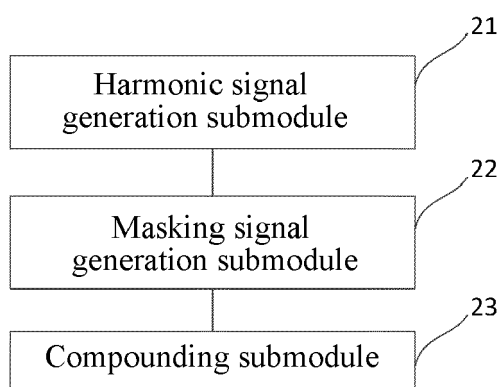 21
Harmonic signal
generation submodule
22
Masking signal
generation submodule
23
Compounding submodule